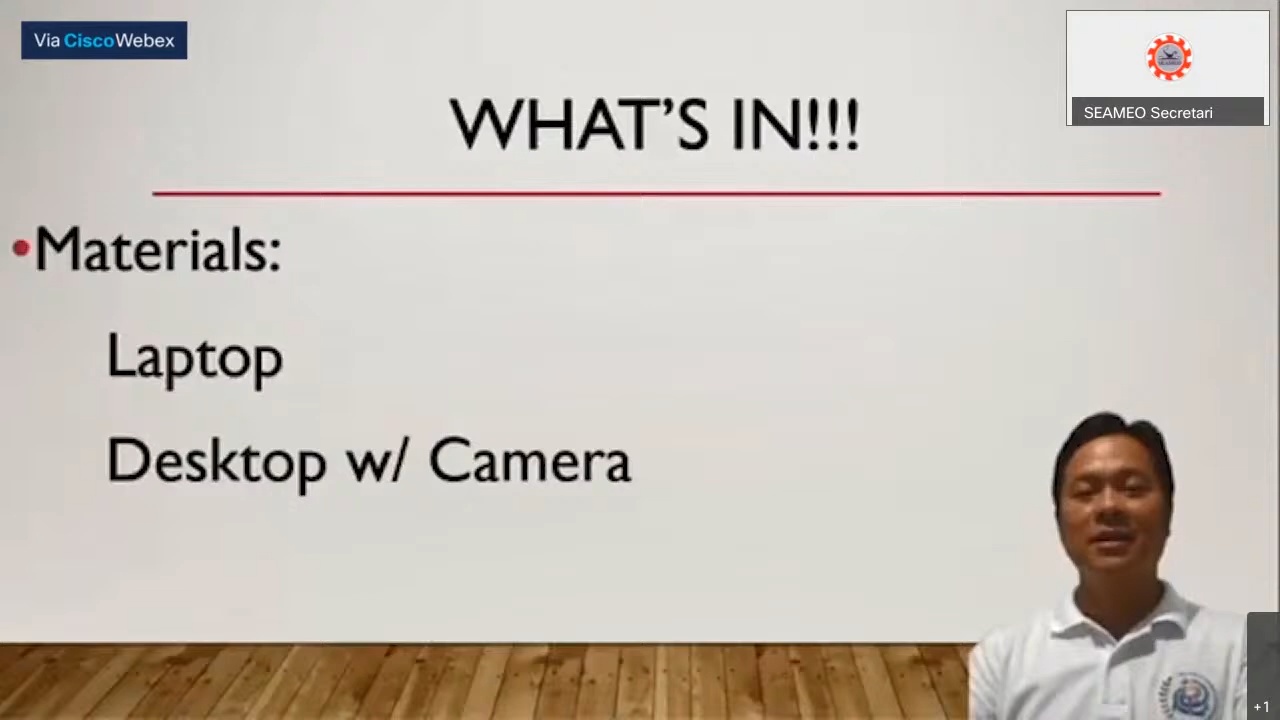 Via CiscoWebex
SEAMEO Secretari
WHAT'S IN!!!
•Materials:
Laptop
Desktop w/ Camera
+1